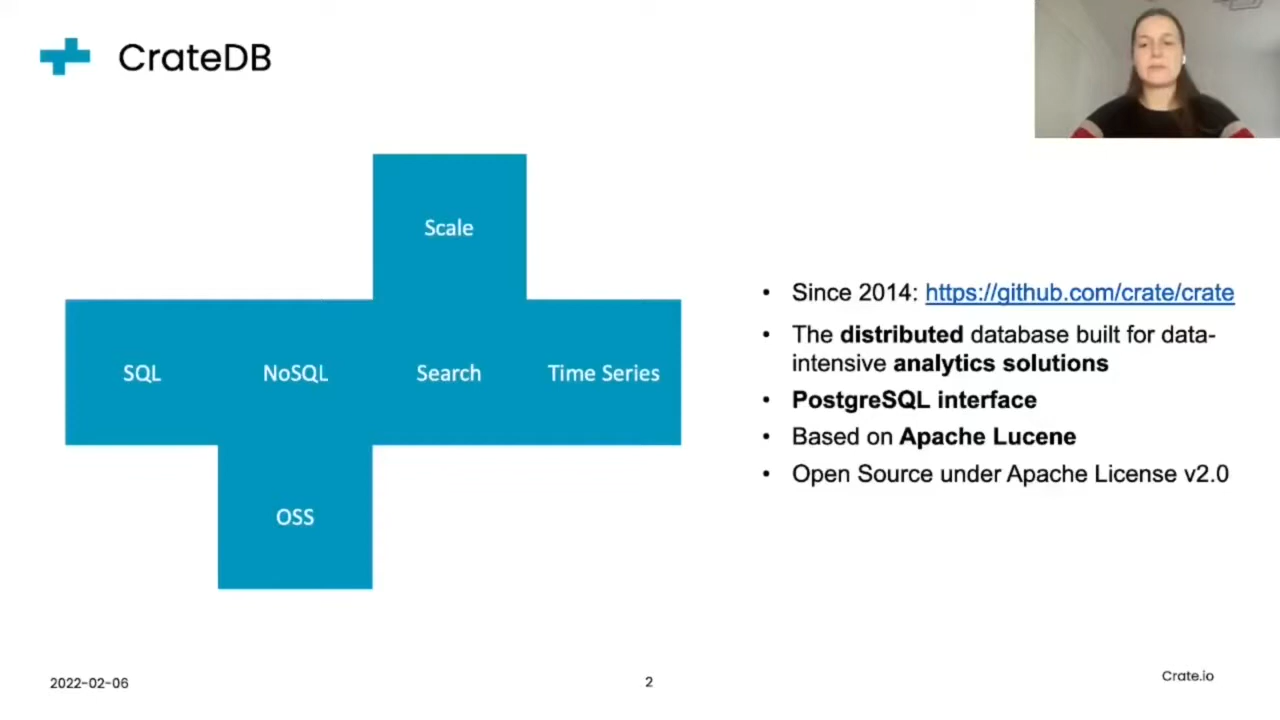 CrateDB
Scale
SQL NoSQL Search Time Series
OSS
• Since 2014: https://github.com/crate/crate
• The distributed database built for data-
intensive analytics solutions
• PostgreSQL interface
• Based on Apache Lucene
• Open Source under Apache License v2.0
2022-02-06
2
Crate.io